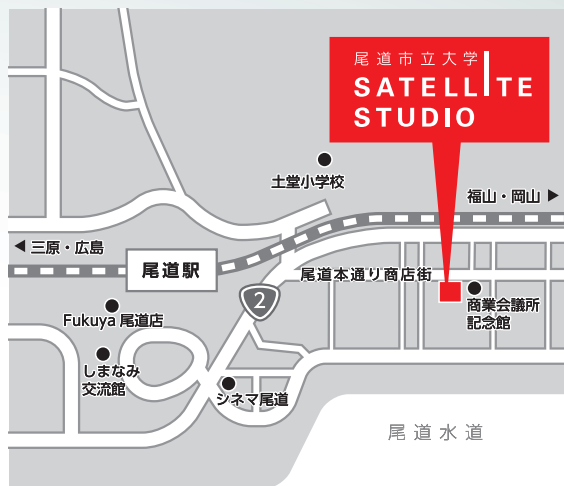 尾道市立大学
SATELLITE
STUDIO
土堂小学校
福山・岡山 ▶
◀ 三原・広島
尾道駅
尾道本通り商店街
2
商業会議所
記念館
Fukuya 尾道店
しまなみ
交流館
シネマ尾道
尾道水道